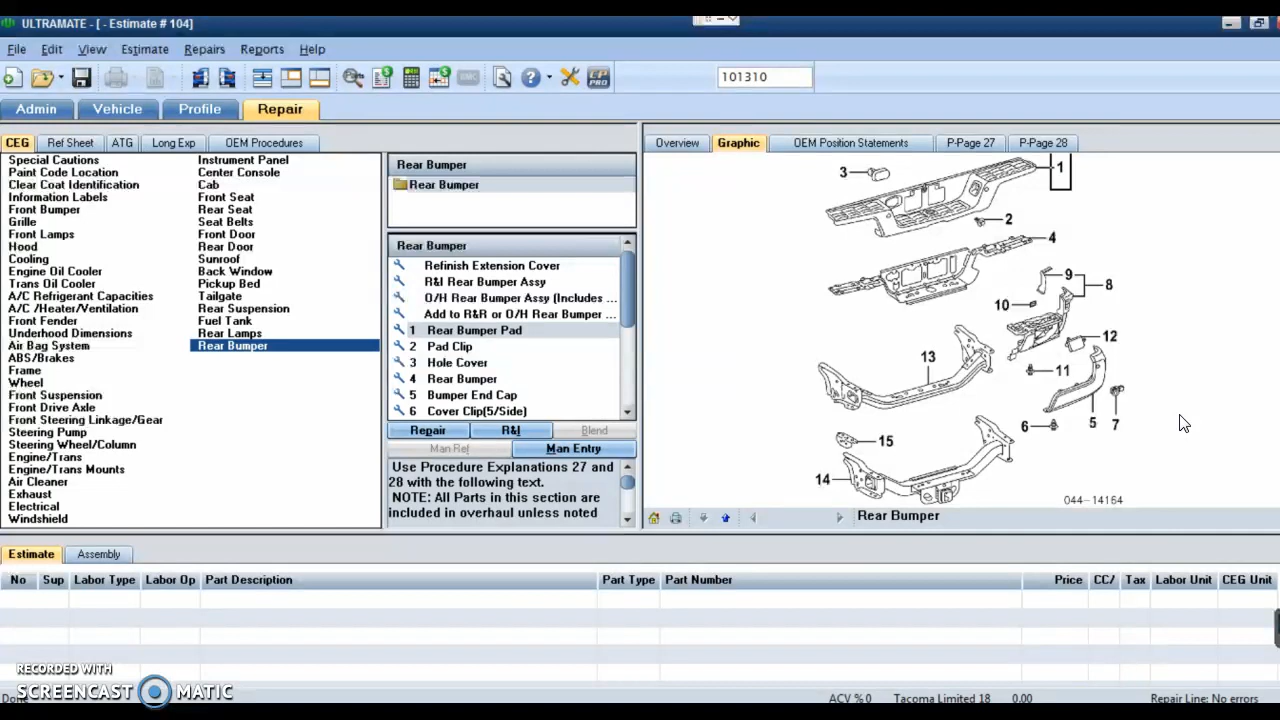 ULTRAMATE - [ - Estimate # 104]
File Edit View Estimate Repairs Reports Help
101310
Admin Vehicle Profile Repair
CEG Ref Sheet ATG Long Exp OEM Procedures
Special Cautions
Paint Code Location
Clear Coat Identification
Information Labels
Front Bumper
Grille
Front Lamps
Hood
Cooling
Engine Oil Cooler
Trans Oil Cooler
A/C Refrigerant Capacities
A/C /Heater/Ventilation
Front Fender
Underhood Dimensions
Air Bag System
ABS/Brakes
Frame
Wheel
Front Suspension
Front Drive Axle
Front Steering Linkage/Gear
Steering Pump
Steering Wheel/Column
Engine/Trans
Engine/Trans Mounts
Air Cleaner
Exhaust
Electrical
Windshield
Instrument Panel
Center Console
Cab
Front Seat
Rear Seat
Seat Belts
Front Door
Rear Door
Sunroof
Back Window
Pickup Bed
Tailgate
Rear Suspension
Fuel Tank
Rear Lamps
Rear Bumper
Rear Bumper
Rear Bumper
Rear Bumper
Refinish Extension Cover
R&I Rear Bumper Assy
O/H Rear Bumper Assy (Includes ...
Add to R&R or O/H Rear Bumper ...
1 Rear Bumper Pad
2 Pad Clip
3 Hole Cover
4 Rear Bumper
5 Bumper End Cap
6 Cover Clip(5/Side)
Repair R&I Blend
Man Ref Man Entry
Use Procedure Explanations 27 and
28 with the following text.
NOTE: All Parts in this section are
included in overhaul unless noted
Overview Graphic OEM Position Statements P-Page 27 P-Page 28
3
1
2
4
9
8
10
12
13
11
6
5
7
15
14
044-14164
Rear Bumper
Estimate Assembly
No Sup Labor Type Labor Op Part Description Part Type Part Number Price CC/ Tax Labor Unit CEG Unit
RECORDED WITH
SCREENCAST MATIC
ACV % 0 Tacoma Limited 18 0.00 Repair Line: No errors